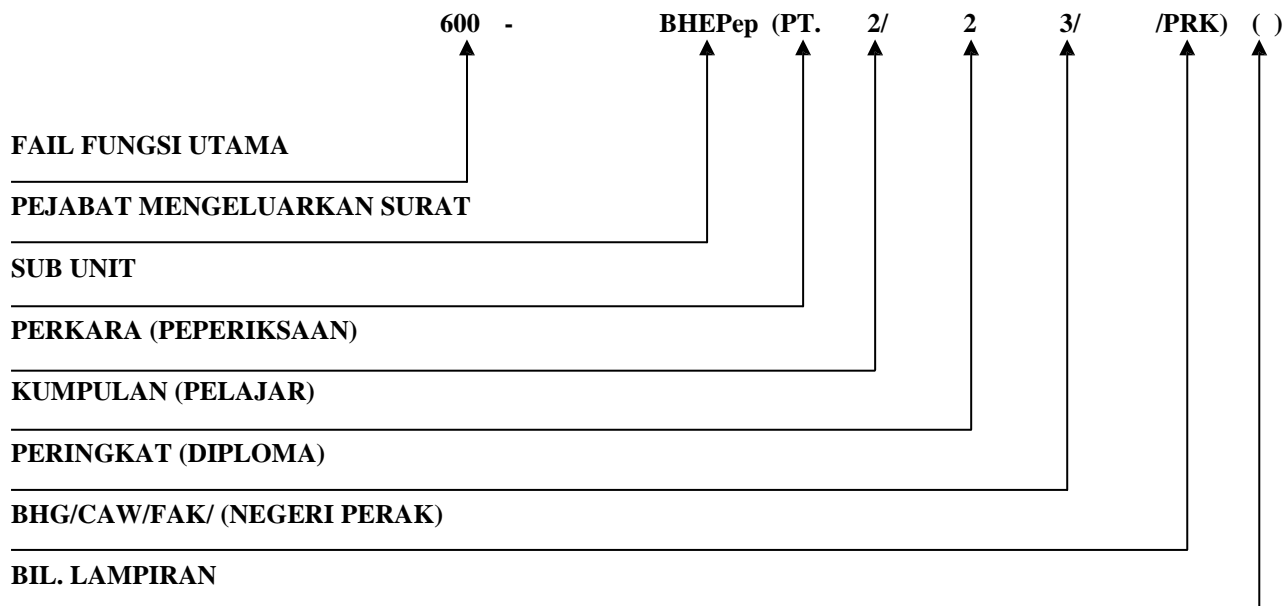 600 - BHEPep (PT. 2/ 2 3/ /PRK) ( )
FAIL FUNGSI UTAMA
PEJABAT MENGELUARKAN SURAT
SUB UNIT
PERKARA (PEPERIKSAAN)
KUMPULAN (PELAJAR)
PERINGKAT (DIPLOMA)
BHG/CAW/FAK/ (NEGERI PERAK)
BIL. LAMPIRAN